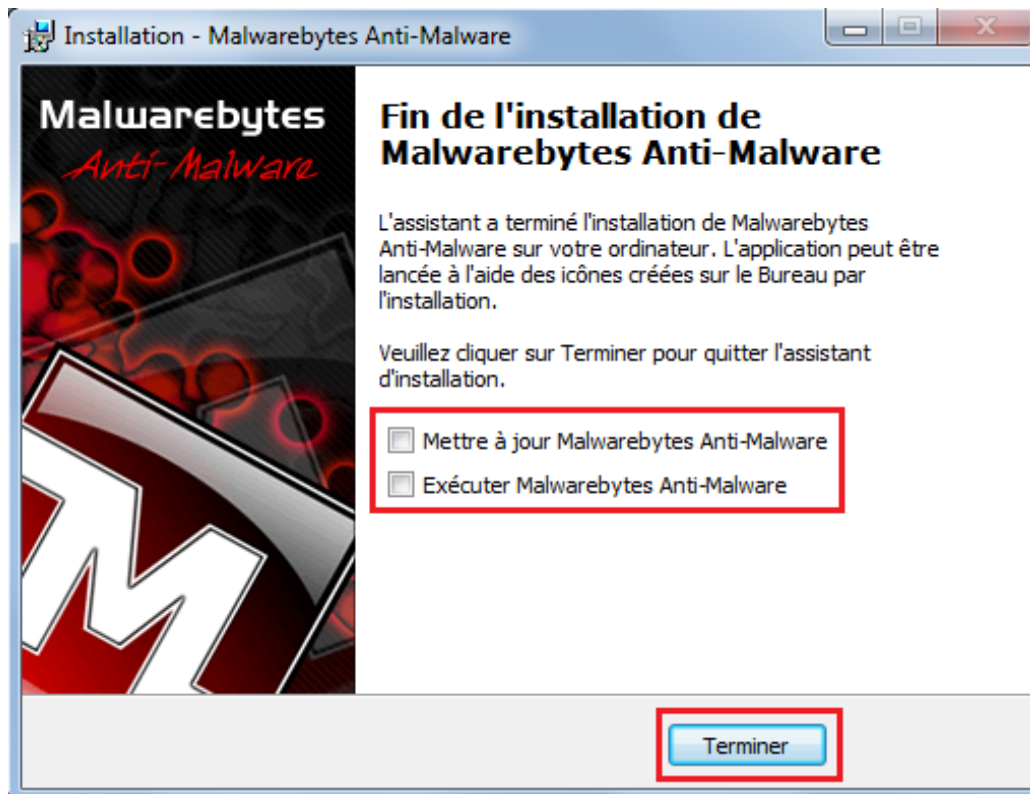 Installation - Malwarebytes Anti-Malware
Malwarebytes
Anti-Malware
Fin de l'installation de
Malwarebytes Anti-Malware
L'assistant a terminé l'installation de Malwarebytes
Anti-Malware sur votre ordinateur. L'application peut être
lancée à l'aide des icônes créées sur le Bureau par
l'installation.
Veuillez cliquer sur Terminer pour quitter l'assistant
d'installation.
Mettre à jour Malwarebytes Anti-Malware
Exécuter Malwarebytes Anti-Malware
Terminer